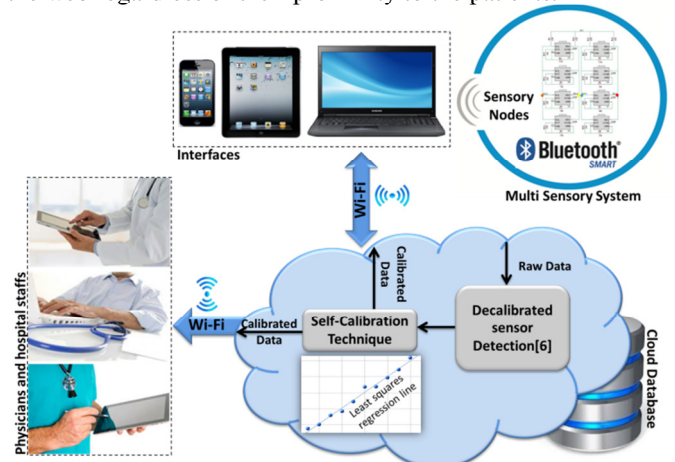 Interfaces
Sensory
Nodes
Bluetooth®
SMART
Multi Sensory System
Wi-Fi
Physicians and hospital staffs
Wi-Fi
Calibrated
Data
Calibrated
Data
Self-Calibration
Technique
Least squares
regression line
Raw Data
Decalibrated
sensor
Detection[6]
Cloud Database